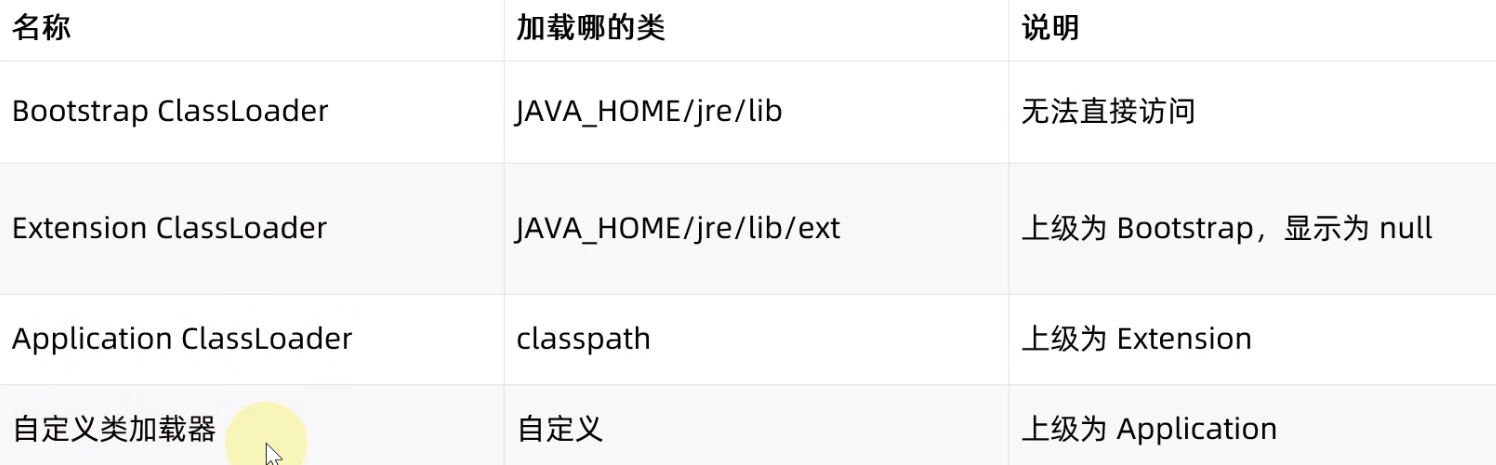 名称 加载哪的类 说明
Bootstrap ClassLoader JAVA_HOME/jre/lib 无法直接访问
Extension ClassLoader JAVA_HOME/jre/lib/ext 上级为 Bootstrap，显示为 null
Application ClassLoader classpath 上级为 Extension
自定义类加载器 自定义 上级为 Application